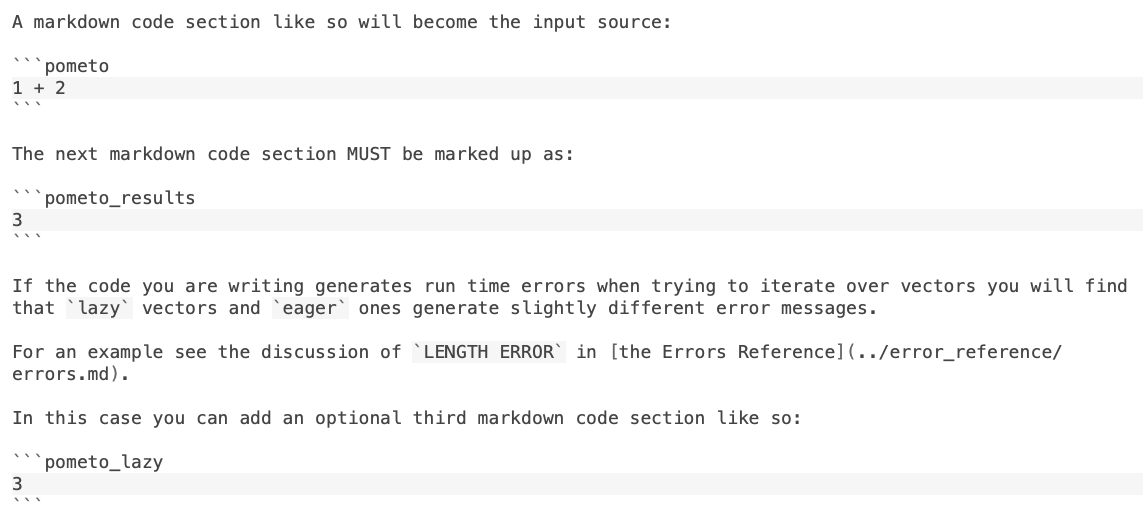 A markdown code section like so will become the input source:
```pometo
1 + 2
```
The next markdown code section MUST be marked up as:
```pometo_results
3
```
If the code you are writing generates run time errors when trying to iterate over vectors you will find
that `lazy` vectors and `eager` ones generate slightly different error messages.
For an example see the discussion of `LENGTH ERROR` in [the Errors Reference](../error_reference/
errors.md).
In this case you can add an optional third markdown code section like so:
```pometo_lazy
3
```